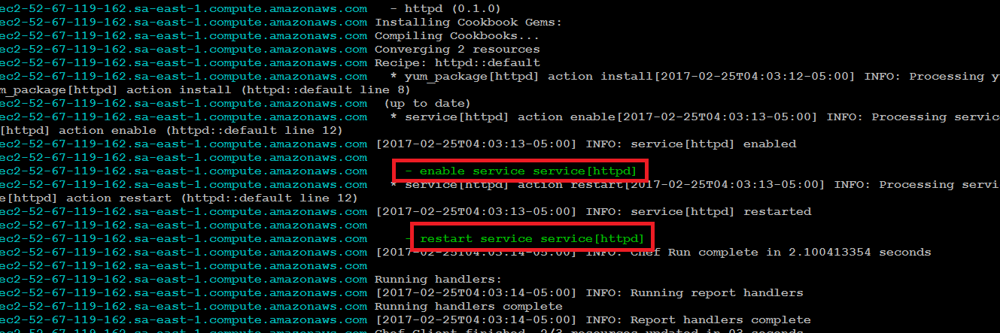 ec2-52-67-119-162.sa-east-1.compute.amazonaws.com   - httpd (0.1.0)
ec2-52-67-119-162.sa-east-1.compute.amazonaws.com Installing Cookbook Gems:
ec2-52-67-119-162.sa-east-1.compute.amazonaws.com Compiling Cookbooks...
ec2-52-67-119-162.sa-east-1.compute.amazonaws.com Converging 2 resources
ec2-52-67-119-162.sa-east-1.compute.amazonaws.com Recipe: httpd::default
ec2-52-67-119-162.sa-east-1.compute.amazonaws.com   * yum_package[httpd] action install[2017-02-25T04:03:12-05:00] INFO: Processing yu
m_package[httpd] action install (httpd::default line 8)
ec2-52-67-119-162.sa-east-1.compute.amazonaws.com  (up to date)
ec2-52-67-119-162.sa-east-1.compute.amazonaws.com   * service[httpd] action enable[2017-02-25T04:03:13-05:00] INFO: Processing servic
[httpd] action enable (httpd::default line 12)
ec2-52-67-119-162.sa-east-1.compute.amazonaws.com [2017-02-25T04:03:13-05:00] INFO: service[httpd] enabled
ec2-52-67-119-162.sa-east-1.compute.amazonaws.com
ec2-52-67-119-162.sa-east-1.compute.amazonaws.com     - enable service service[httpd]
ec2-52-67-119-162.sa-east-1.compute.amazonaws.com   * service[httpd] action restart[2017-02-25T04:03:13-05:00] INFO: Processing servi
e[httpd] action restart (httpd::default line 12)
ec2-52-67-119-162.sa-east-1.compute.amazonaws.com [2017-02-25T04:03:13-05:00] INFO: service[httpd] restarted
ec2-52-67-119-162.sa-east-1.compute.amazonaws.com
ec2-52-67-119-162.sa-east-1.compute.amazonaws.com     - restart service service[httpd]
ec2-52-67-119-162.sa-east-1.compute.amazonaws.com [2017-02-25T04:03:14-05:00] INFO: Chef Run complete in 2.100413354 seconds
ec2-52-67-119-162.sa-east-1.compute.amazonaws.com
ec2-52-67-119-162.sa-east-1.compute.amazonaws.com Running handlers:
ec2-52-67-119-162.sa-east-1.compute.amazonaws.com [2017-02-25T04:03:14-05:00] INFO: Running report handlers
ec2-52-67-119-162.sa-east-1.compute.amazonaws.com Running handlers complete
ec2-52-67-119-162.sa-east-1.compute.amazonaws.com [2017-02-25T04:03:14-05:00] INFO: Report handlers complete
ec2-52-67-119-162.sa-east-1.compute.amazonaws.com Chef Client finished, 2/3 resources updated in 03 seconds